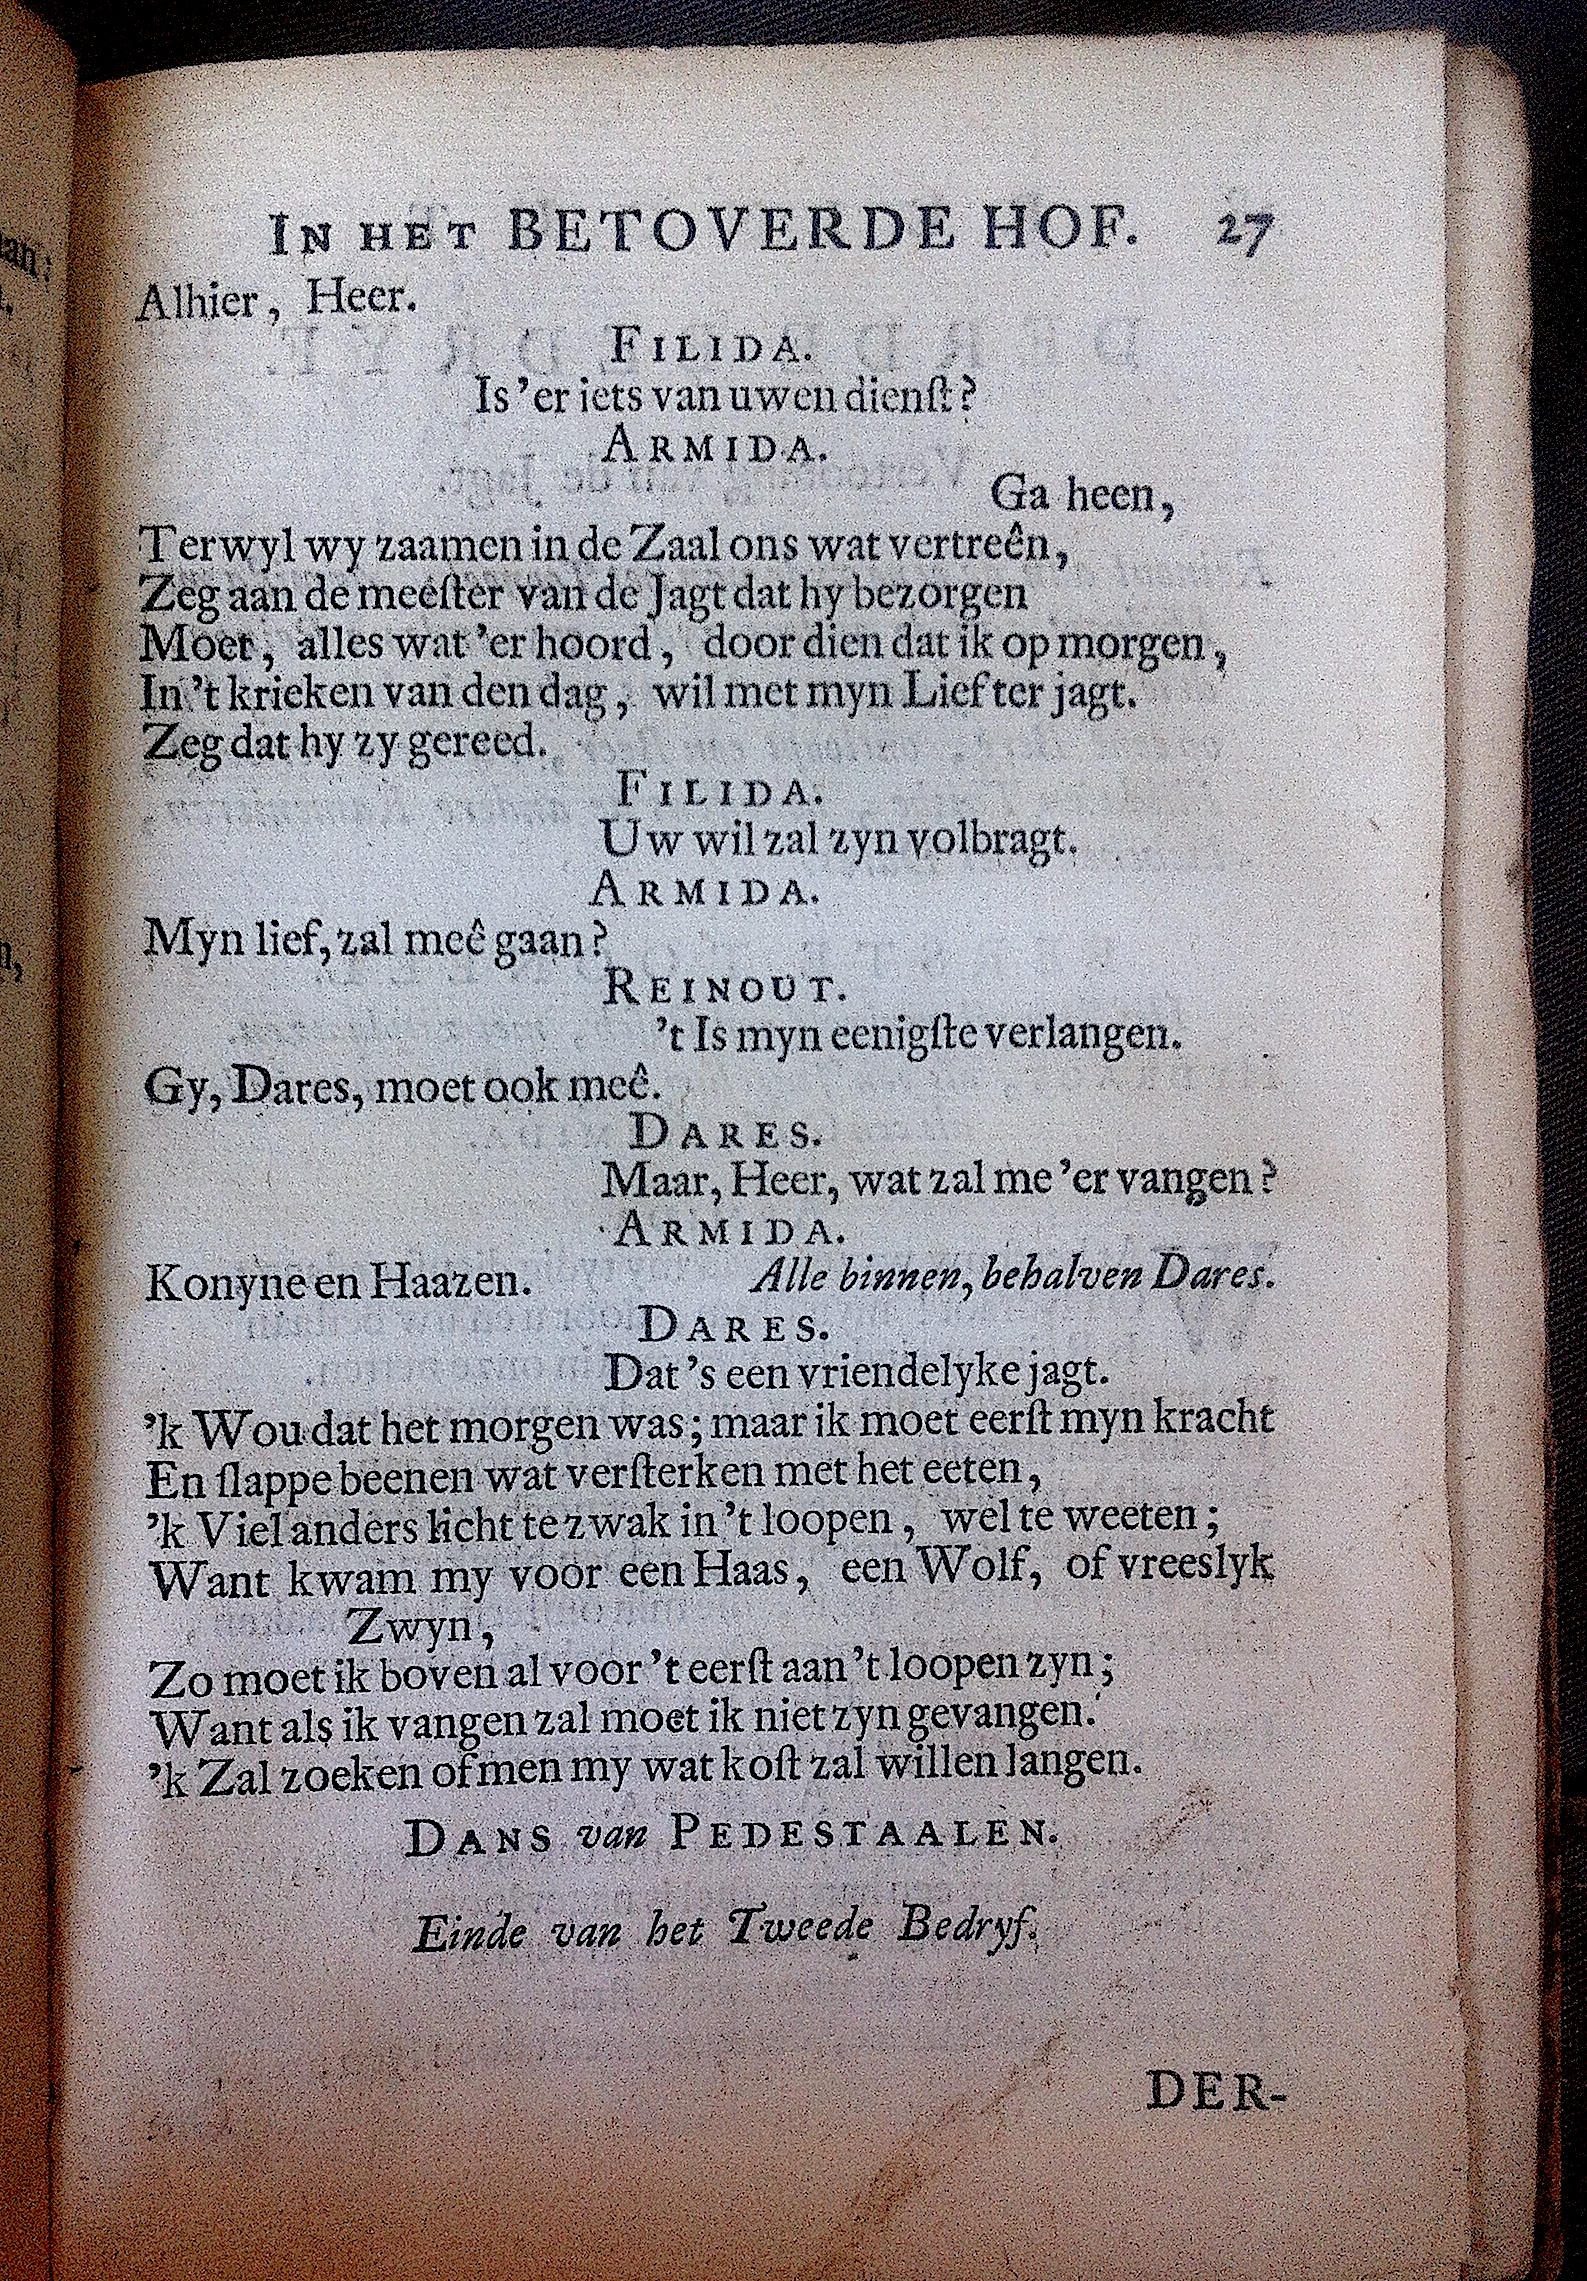 In het BETOVERDE HOF. 27
Alhier, Heer.
Filida.
Is 'er iets van uwen dienſt?
Armida.
Ga heen,
Terwyl wy zaamen in de Zaal ons wat vertreên,
Zeg aan de meeſter van de Jagt dat hy bezorgen
Moet, alles wat 'er hoord, door dien dat ik op morgen,
In 't krieken van den dag, wil met myn Lief ter jagt.
Zeg dat hy zy gereed.
Filida.
Uw wil zal zyn volbragt.
Armida.
Myn lief, zal meê gaan?
Reinout.
't Is myn eenigſte verlangen.
Gy, Dares, moet ook meê.
Dares.
Maar, Heer, wat zal me 'er vangen?
Armida.
Konyne en Haazen. Alle binnen, behalven Dares.
Dares.
Dat 's een vriendelyke jagt.
'k Wou dat het morgen was; maar ik moet eerſt myn kracht
En ſlappe beenen wat verſterken met het eeten,
'k Viel anders licht te zwak in 't loopen, wel te weeten;
Want kwam my voor een Haas, een Wolf, of vreeslyk
Zwyn,
Zo moet ik boven al voor 't eerſt aan 't loopen zyn;
Want als ik vangen zal moet ik niet zyn gevangen.
'k Zal zoeken of men my wat koſt zal willen langen.
Dans van Pedestaalen.
Einde van het Tweede Bedryf.
DER-